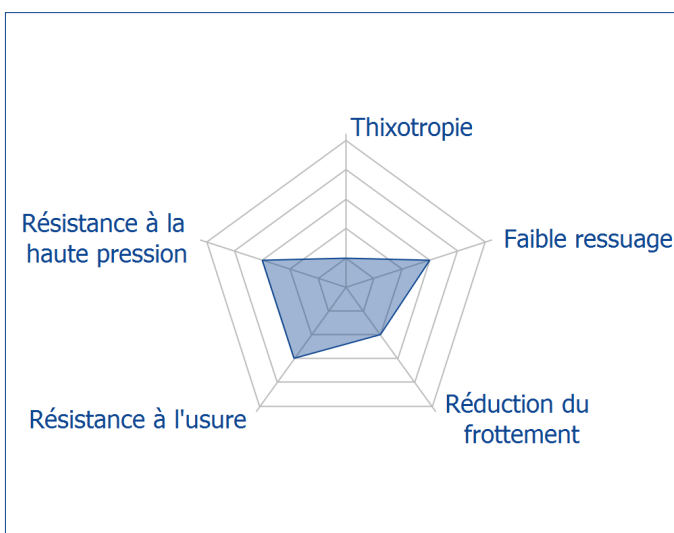 Thixotropie
Résistance à la
haute pression
Faible ressuage
Résistance à l'usure
Réduction du
frottement